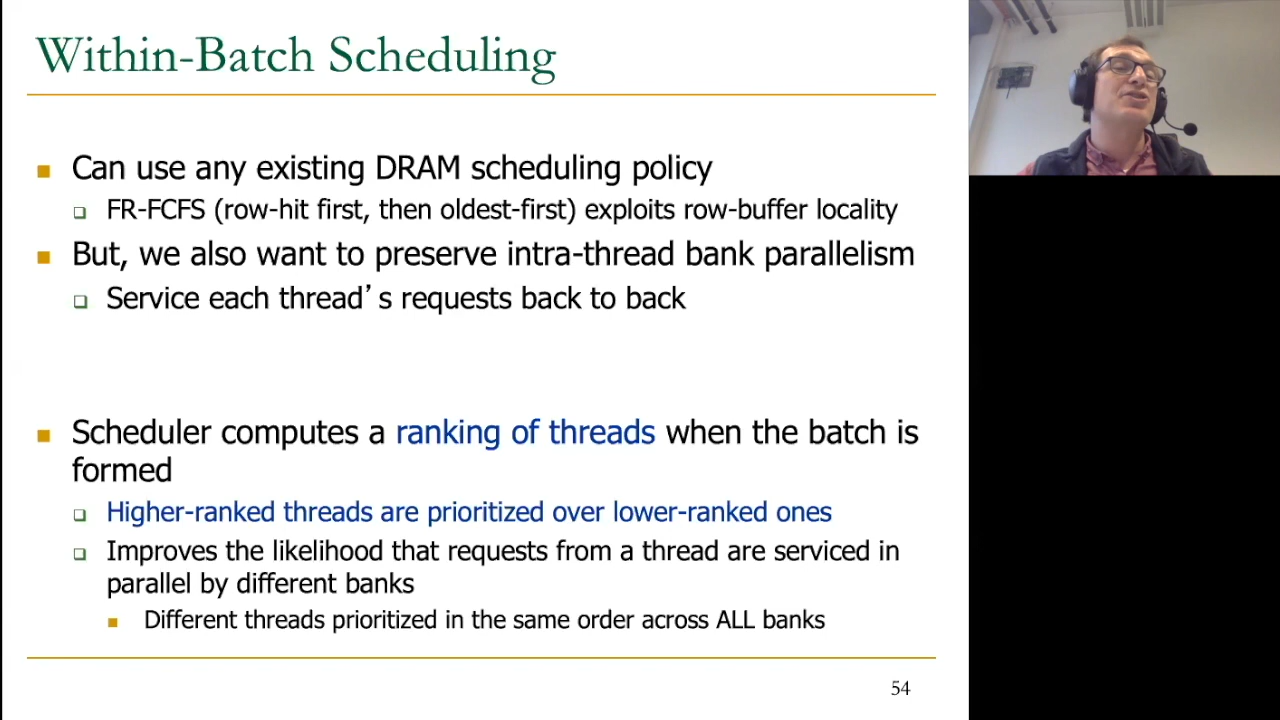 Within-Batch Scheduling
Can use any existing DRAM scheduling policy
FR-FCFS (row-hit first, then oldest-first) exploits row-buffer locality
But, we also want to preserve intra-thread bank parallelism
Service each thread’s requests back to back
Scheduler computes a ranking of threads when the batch is
formed
Higher-ranked threads are prioritized over lower-ranked ones
Improves the likelihood that requests from a thread are serviced in
parallel by different banks
Different threads prioritized in the same order across ALL banks
54